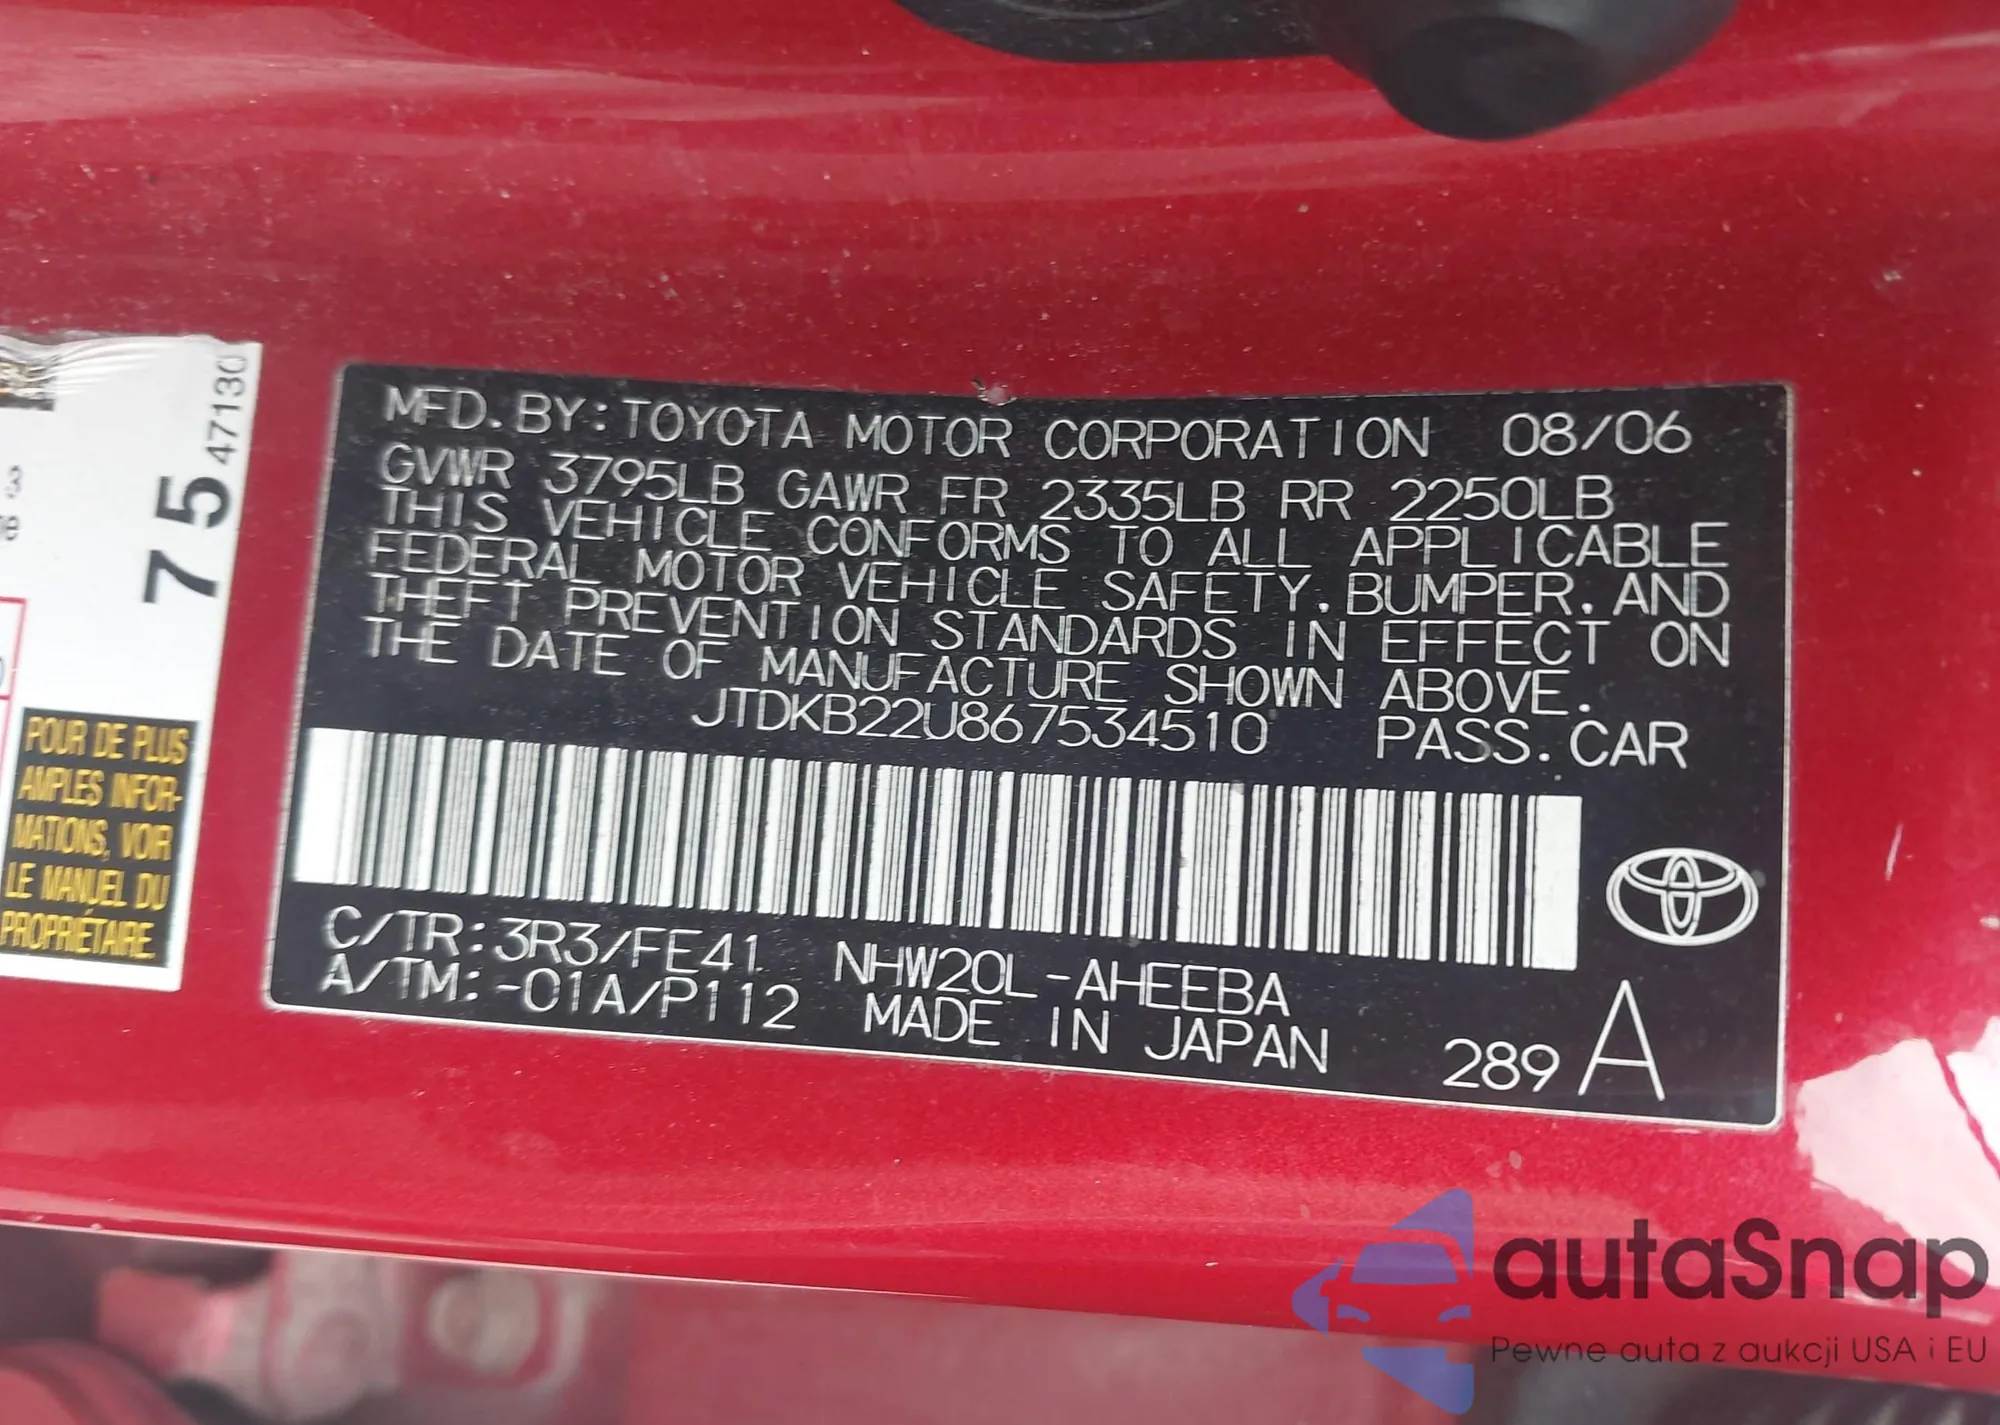 MFD. BY: TOYOTA MOTOR CORPORATION 08/06
GVWR 3795LB GAWR FR 2335LB RR 2250LB
THIS VEHICLE CONFORMS TO ALL APPLICABLE
FEDERAL MOTOR VEHICLE SAFETY, BUMPER, AND
THEFT PREVENTION STANDARDS IN EFFECT ON
THE DATE OF MANUFACTURE SHOWN ABOVE.
JTDKB22U867534510 PASS. CAR
C/TR: 3R3/FE41 NHW20L-AHEEBA
A/TM: -01A/P112 MADE IN JAPAN 289 A
75 47130
3
POUR DE PLUS
AMPLES INFOR-
MATIONS, VOIR
LE MANUEL DU
PROPRIÉTAIRE.
autaSnap
Pewne auta z aukcji USA i EU